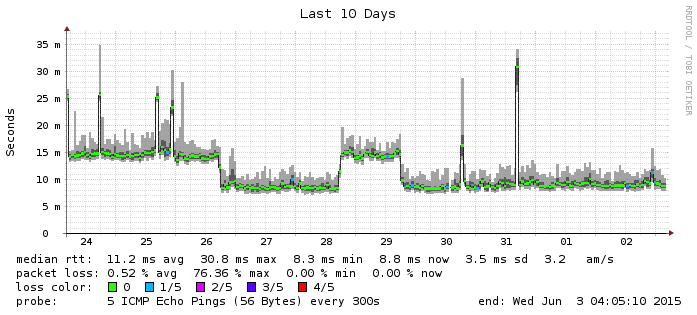 Last 10 Days
RRDTOOL / TOBI OETIKER
Seconds
35 m
30 m
25 m
20 m
15 m
10 m
5 m
0
24 25 26 27 28 29 30 31 01 02
median rtt: 11.2 ms avg 30.8 ms max 8.3 ms min 8.8 ms now 3.5 ms sd 3.2 am/s
packet loss: 0.52 % avg 76.36 % max 0.00 % min 0.00 % now
loss color: 0 1/5 2/5 3/5 4/5
probe: 5 ICMP Echo Pings (56 Bytes) every 300s end: Wed Jun 3 04:05:10 2015